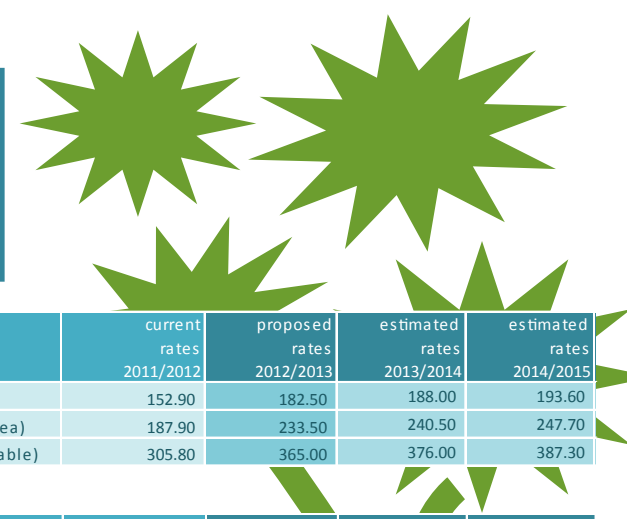 current proposed estimated estimated
rates rates rates rates
2011/2012 2012/2013 2013/2014 2014/2015
152.90 182.50 188.00 193.60
ea) 187.90 233.50 240.50 247.70
able) 305.80 365.00 376.00 387.30